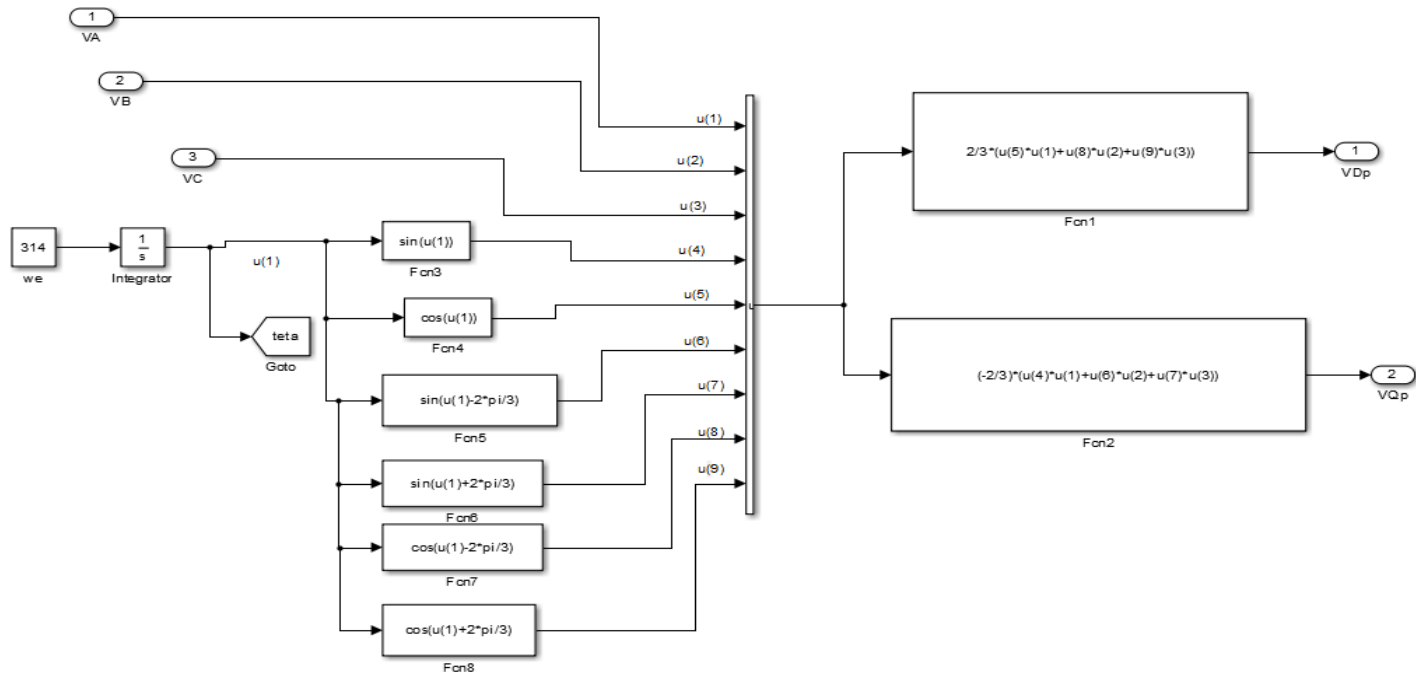 1
VA
2
VB
3
VC
u(1)
u(2)
u(3)
u(4)
u(5)
u(6)
u(7)
u(8)
u(9)
314
we
1
s
Integrator
u(1)
teta
Goto
sin(u(1))
Fcn3
cos(u(1))
Fcn4
sin(u(1)-2*pi/3)
Fcn5
sin(u(1)+2*pi/3)
Fcn6
cos(u(1)-2*pi/3)
Fcn7
cos(u(1)+2*pi/3)
Fcn8
2/3*(u(5)*u(1)+u(8)*u(2)+u(9)*u(3))
Fcn1
1
VDp
(-2/3)*(u(4)*u(1)+u(6)*u(2)+u(7)*u(3))
Fcn2
2
VQp